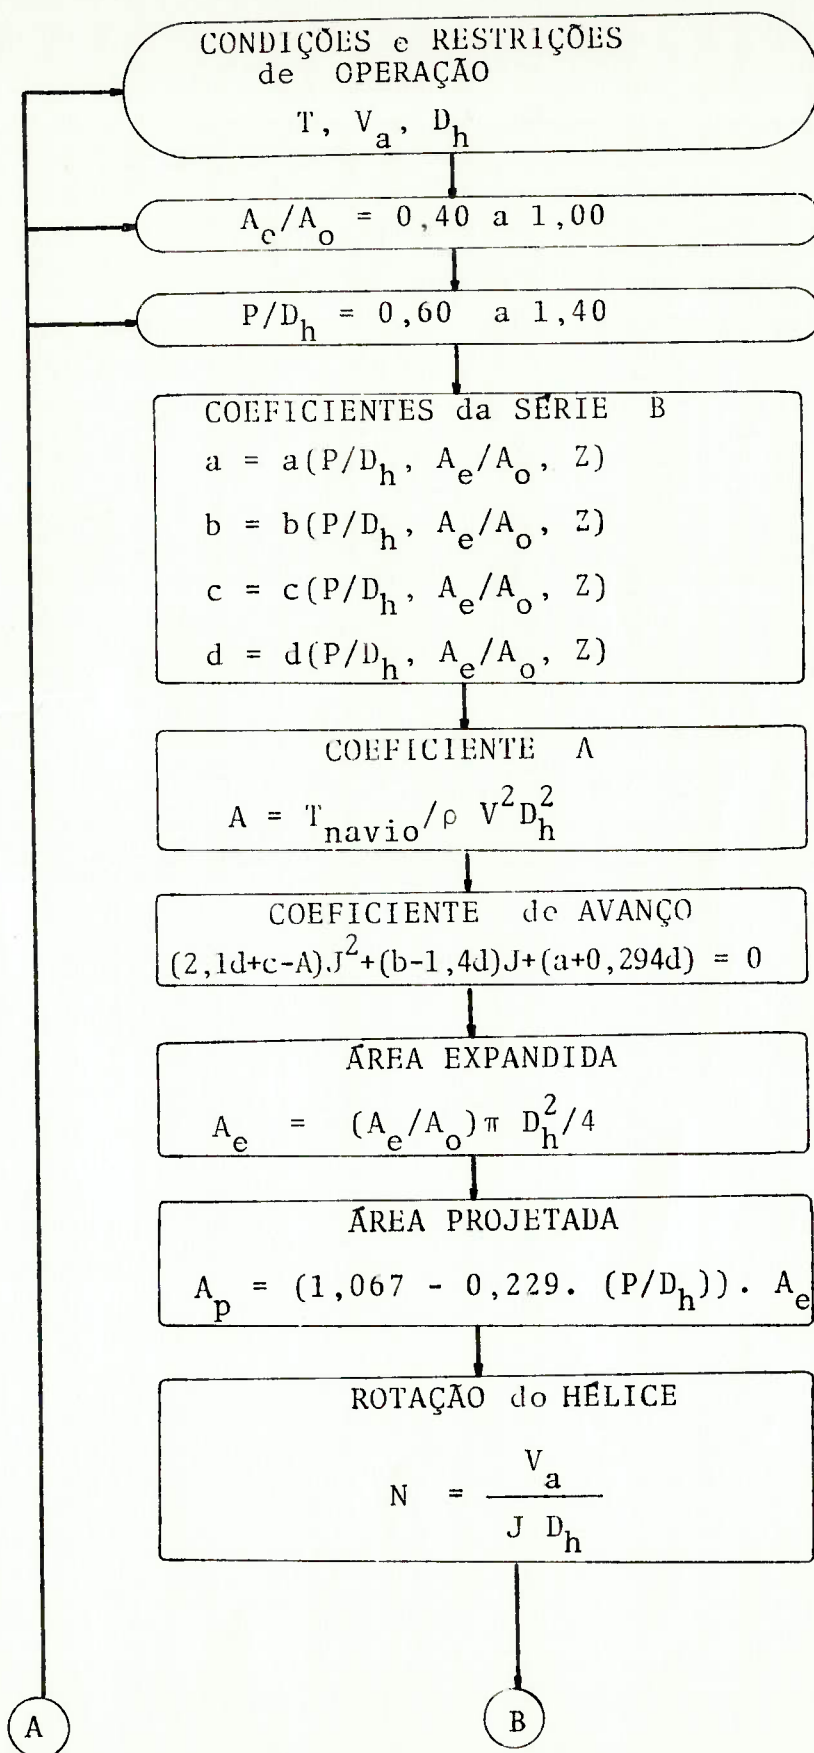 CONDIÇÕES e RESTRIÇÕES
de OPERAÇÃO
T, V_a, D_h
A_e/A_o = 0,40 a 1,00
P/D_h = 0,60 a 1,40
COEFICIENTES da SÉRIE B
a = a(P/D_h, A_e/A_o, Z)
b = b(P/D_h, A_e/A_o, Z)
c = c(P/D_h, A_e/A_o, Z)
d = d(P/D_h, A_e/A_o, Z)
COEFICIENTE A
A = T_navio/ρ V²D_h²
COEFICIENTE de AVANÇO
(2,1d+c-A)J²+(b-1,4d)J+(a+0,294d) = 0
ÁREA EXPANDIDA
A_e = (A_e/A_o)π D_h²/4
ÁREA PROJETADA
A_p = (1,067 - 0,229. (P/D_h)). A_e
ROTAÇÃO do HÉLICE
N = V_a / J D_h
A
B